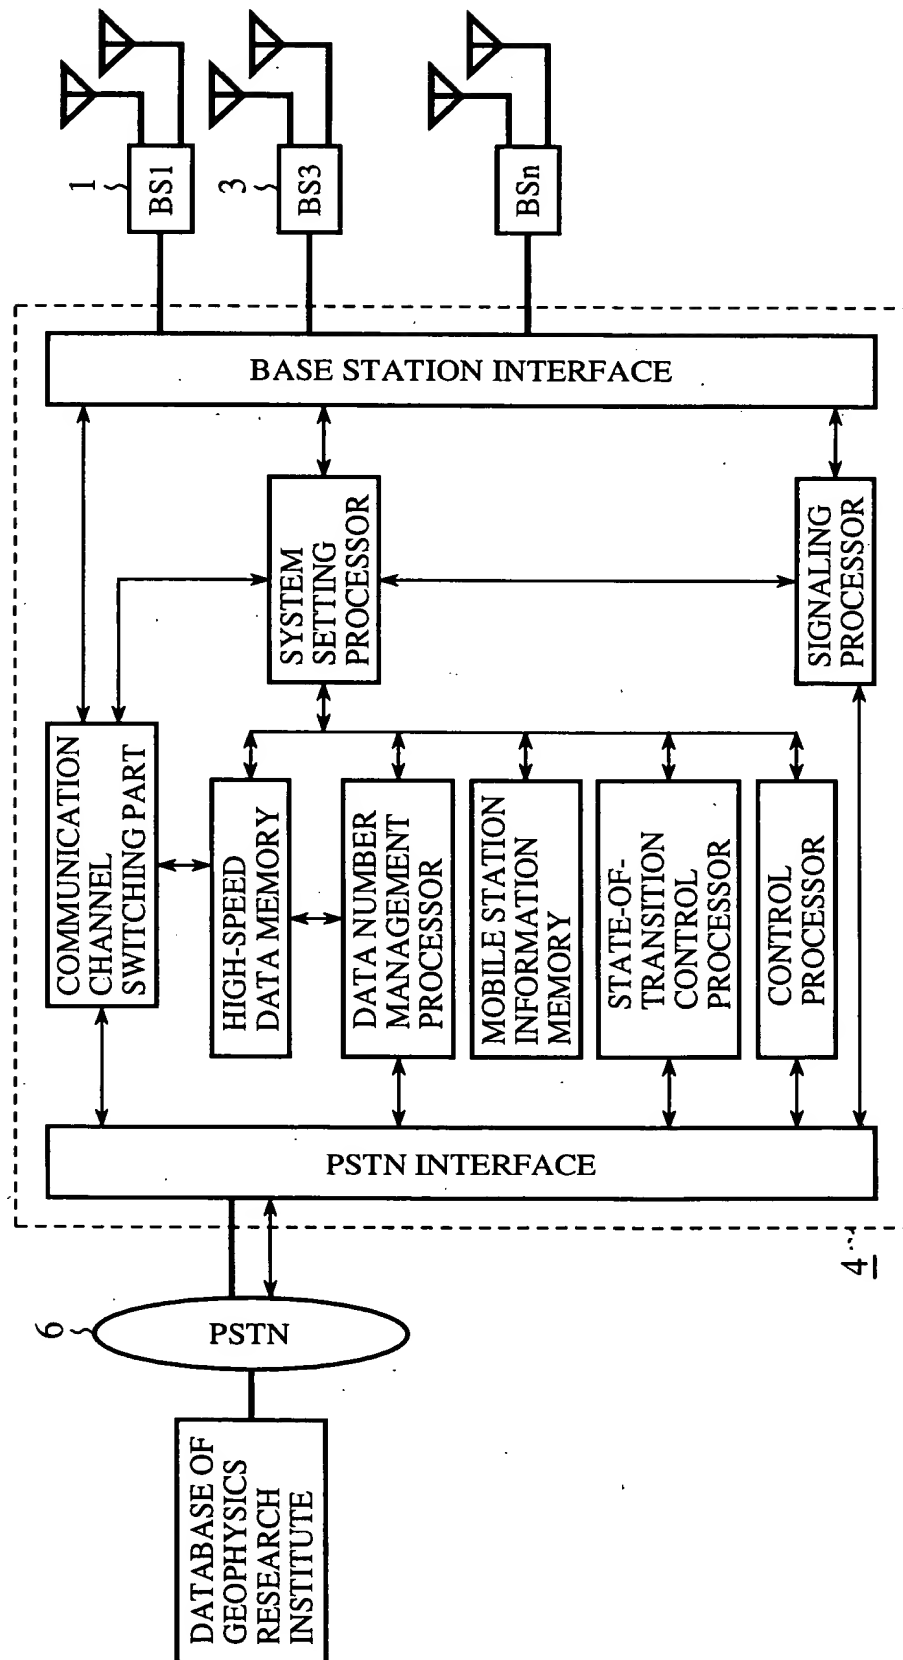 1
BS1
3
BS3
BSn
BASE STATION INTERFACE
SYSTEM
SETTING
PROCESSOR
SIGNALING
PROCESSOR
COMMUNICATION
CHANNEL
SWITCHING PART
HIGH-SPEED
DATA MEMORY
DATA NUMBER
MANAGEMENT
PROCESSOR
MOBILE STATION
INFORMATION
MEMORY
STATE-OF-
TRANSITION
CONTROL
PROCESSOR
CONTROL
PROCESSOR
PSTN INTERFACE
4
6
PSTN
DATABASE OF
GEOPHYSICS
RESEARCH
INSTITUTE